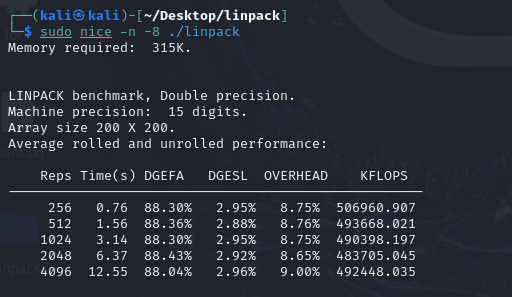 ┌──(kali㉿kali)-[~/Desktop/linpack]
└─$ sudo nice -n -8 ./linpack
Memory required:  315K.


LINPACK benchmark, Double precision.
Machine precision:  15 digits.
Array size 200 X 200.
Average rolled and unrolled performance:

    Reps Time(s) DGEFA   DGESL  OVERHEAD    KFLOPS
----------------------------------------------------
     256   0.76  88.30%   2.95%   8.75%  506960.907
     512   1.56  88.36%   2.88%   8.76%  493668.021
    1024   3.14  88.30%   2.95%   8.75%  490398.197
    2048   6.37  88.43%   2.92%   8.65%  483705.045
    4096  12.55  88.04%   2.96%   9.00%  492448.035